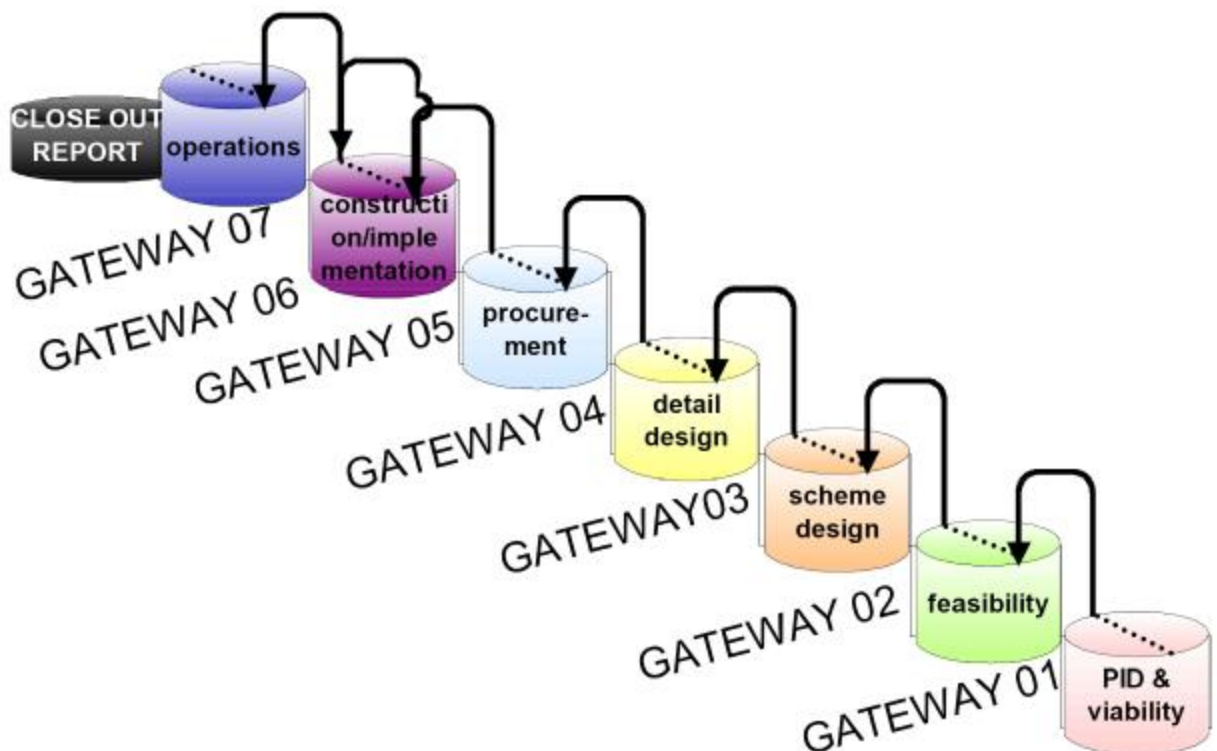 CLOSE OUT
REPORT
operations
constructi
on/imple
mentation
procure-
ment
detail
design
scheme
design
feasibility
PID &
viability
GATEWAY 07
GATEWAY 06
GATEWAY 05
GATEWAY 04
GATEWAY03
GATEWAY 02
GATEWAY 01